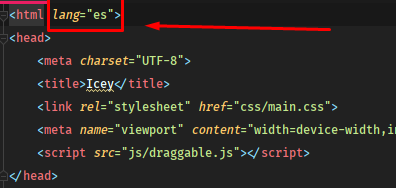 <html lang="es">
<head>
<meta charset="UTF-8">
<title>Icey</title>
<link rel="stylesheet" href="css/main.css">
<meta name="viewport" content="width=device-width,in
<script src="js/draggable.js"></script>
</head>